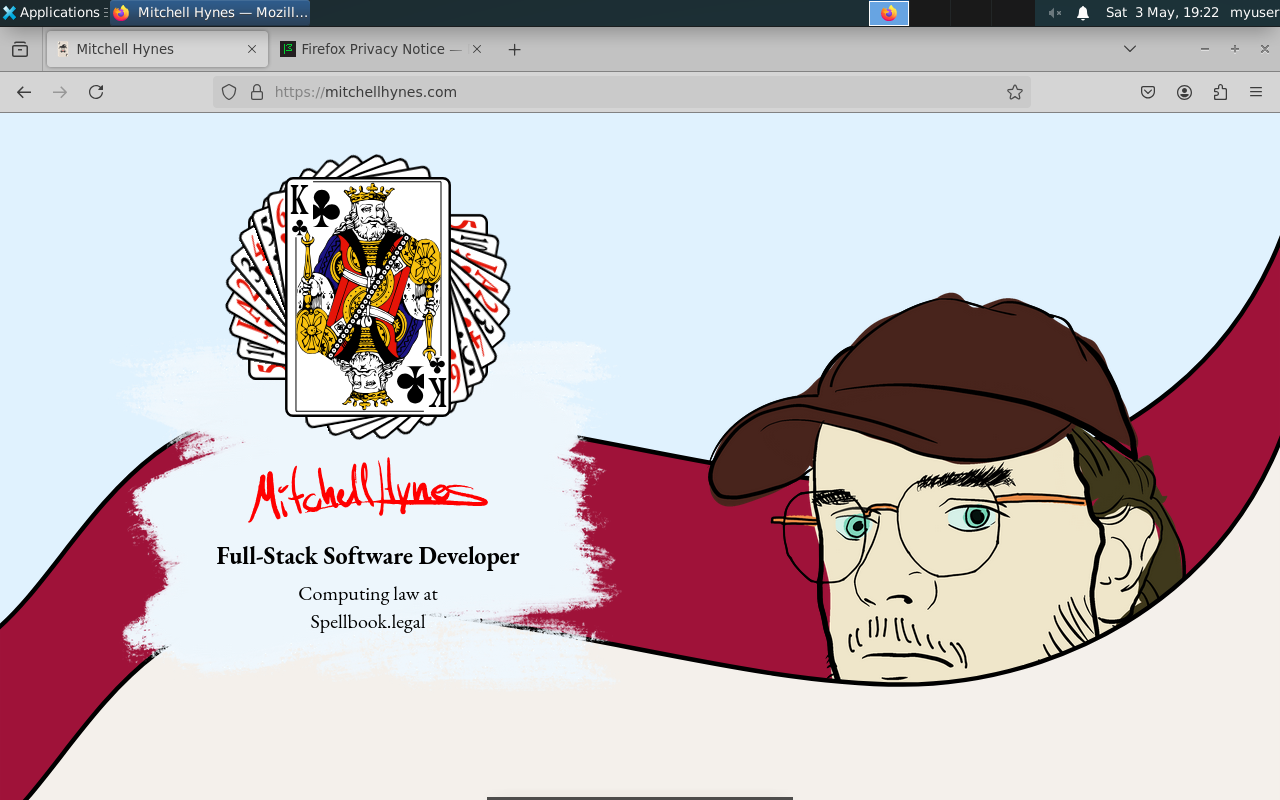 Applications
Mitchell Hynes — Mozill...
Sat 3 May, 19:22
myuser
Mitchell Hynes
Firefox Privacy Notice —
https://mitchellhynes.com
K
K
Mitchell Hynes
Full-Stack Software Developer
Computing law at
Spellbook.legal